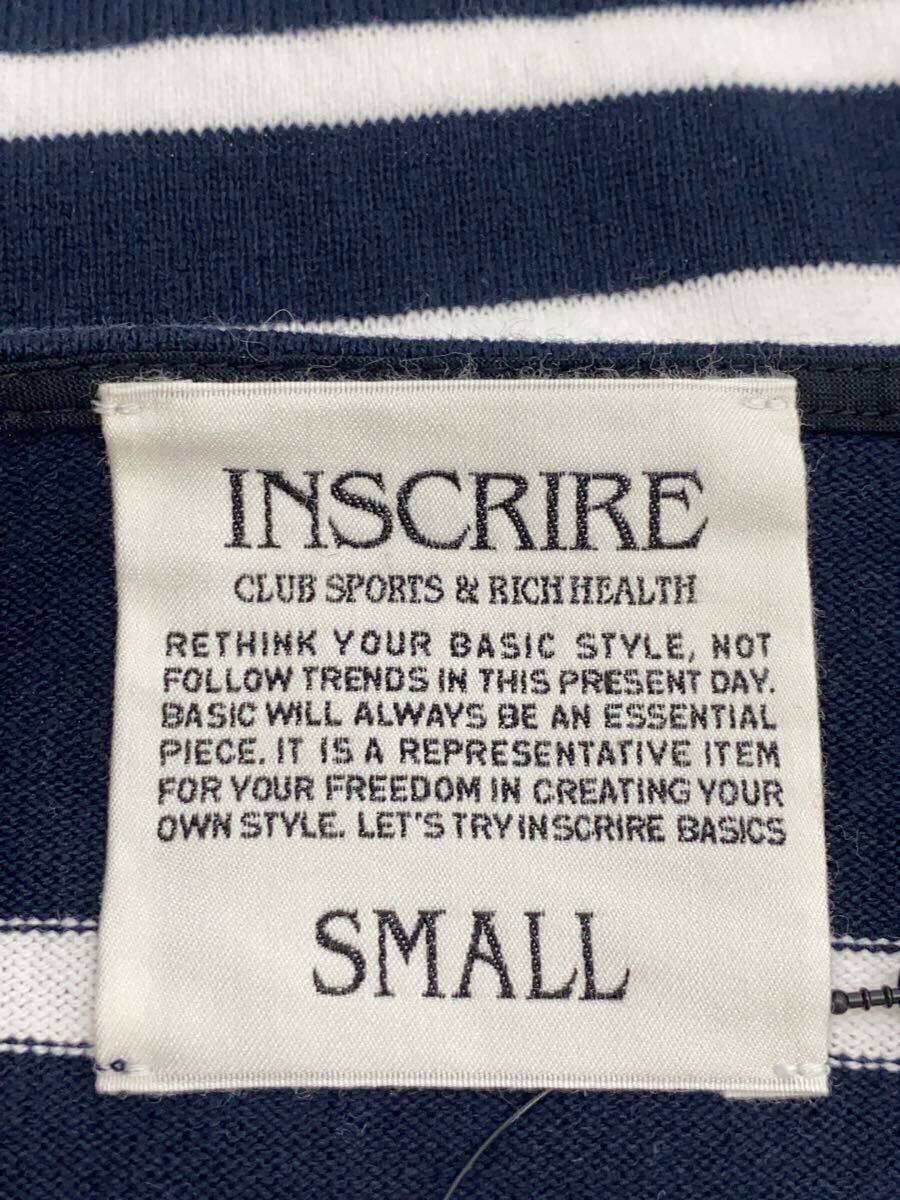 INSCRIRE
CLUB SPORTS & RICH HEALTH
RETHINK YOUR BASIC STYLE, NOT
FOLLOW TRENDS IN THIS PRESENT DAY.
BASIC WILL ALWAYS BE AN ESSENTIAL
PIECE. IT IS A REPRESENTATIVE ITEM
FOR YOUR FREEDOM IN CREATING YOUR
OWN STYLE. LET'S TRY INSCRIRE BASICS
SMALL